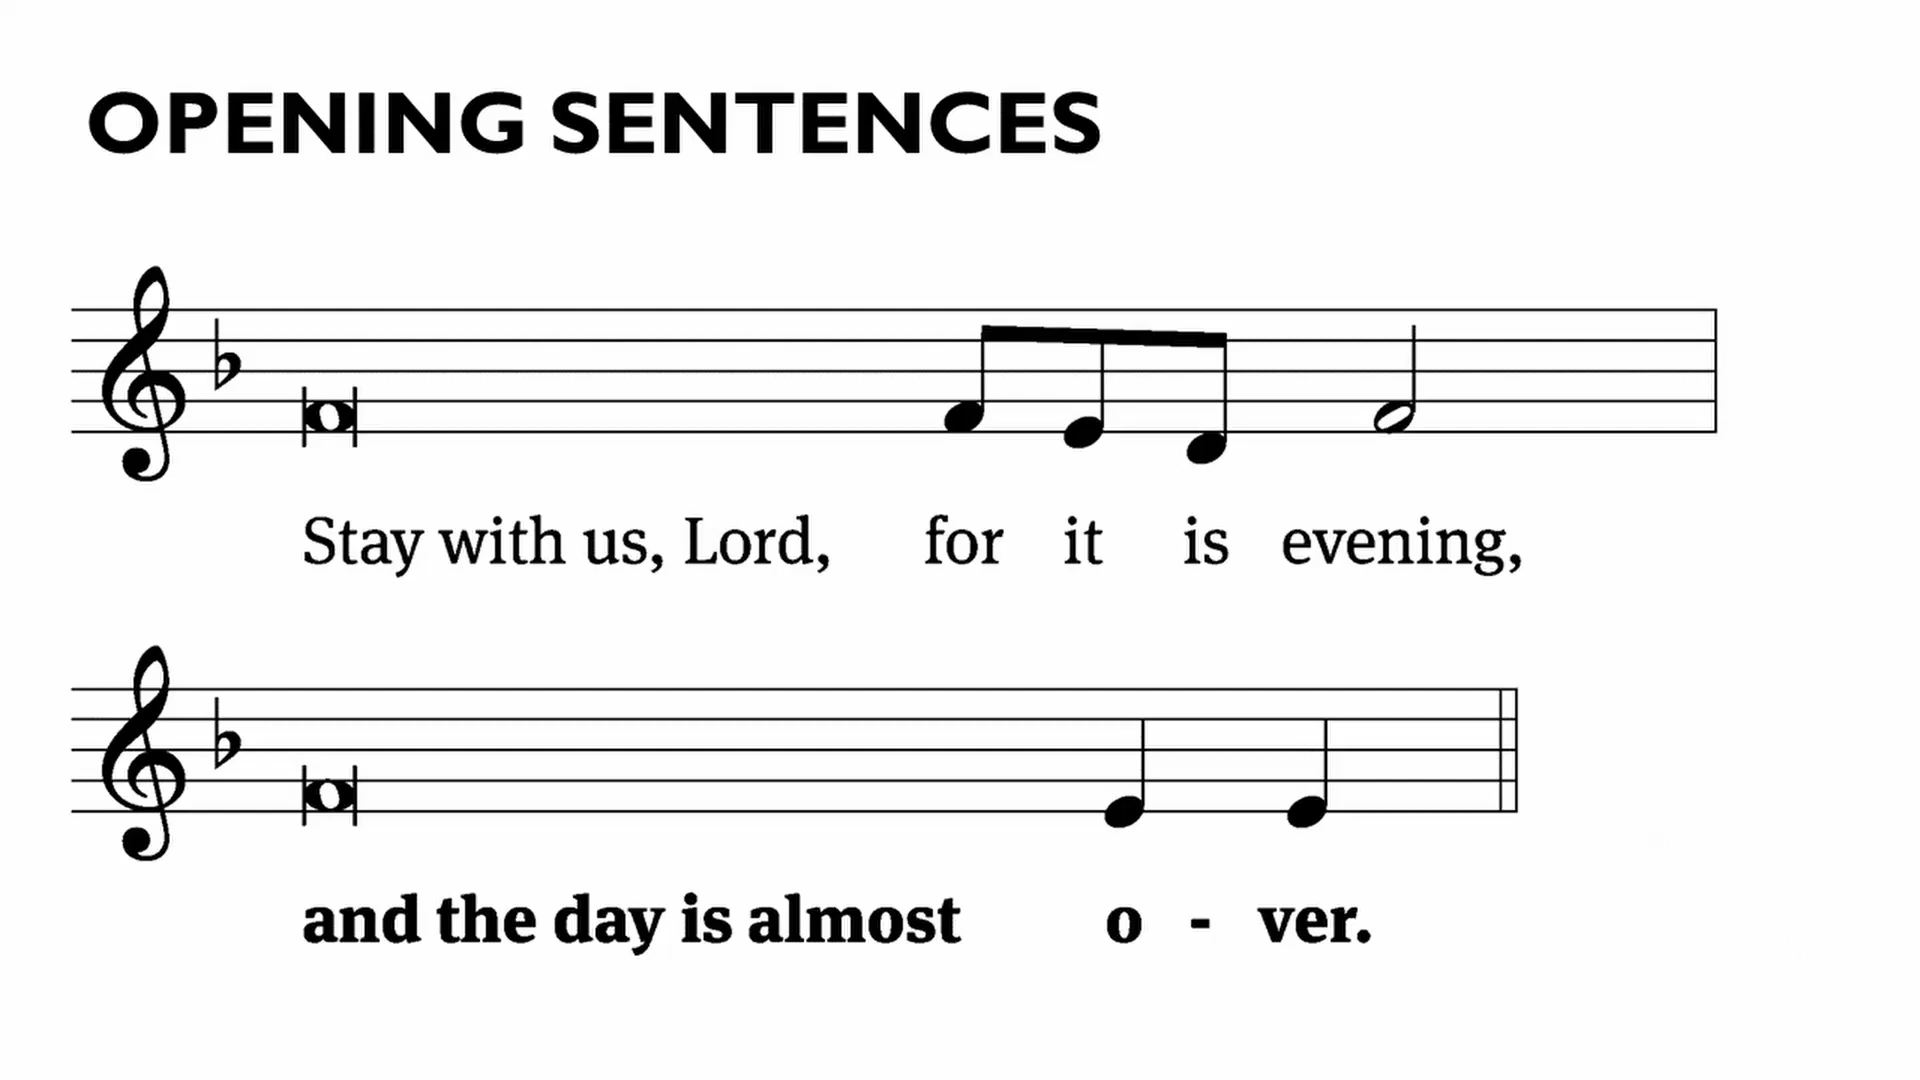 OPENING SENTENCES
Stay with us, Lord, for it is evening,
and the day is almost o - ver.